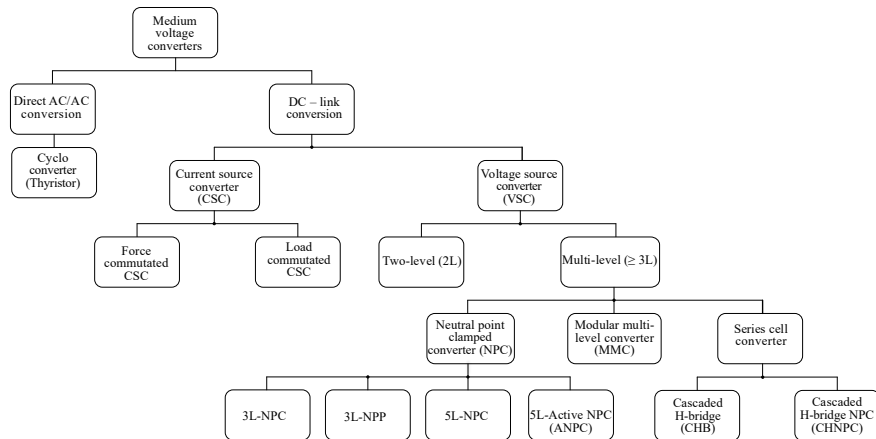 Medium
voltage
converters
Direct AC/AC
conversion
DC – link
conversion
Cyclo
converter
(Thyristor)
Current source
converter
(CSC)
Voltage source
converter
(VSC)
Force
commutated
CSC
Load
commutated
CSC
Two-level (2L)
Multi-level (≥ 3L)
Neutral point
clamped
converter (NPC)
Modular multi-
level converter
(MMC)
Series cell
converter
3L-NPC
3L-NPP
5L-NPC
5L-Active NPC
(ANPC)
Cascaded
H-bridge
(CHB)
Cascaded
H-bridge NPC
(CHNPC)